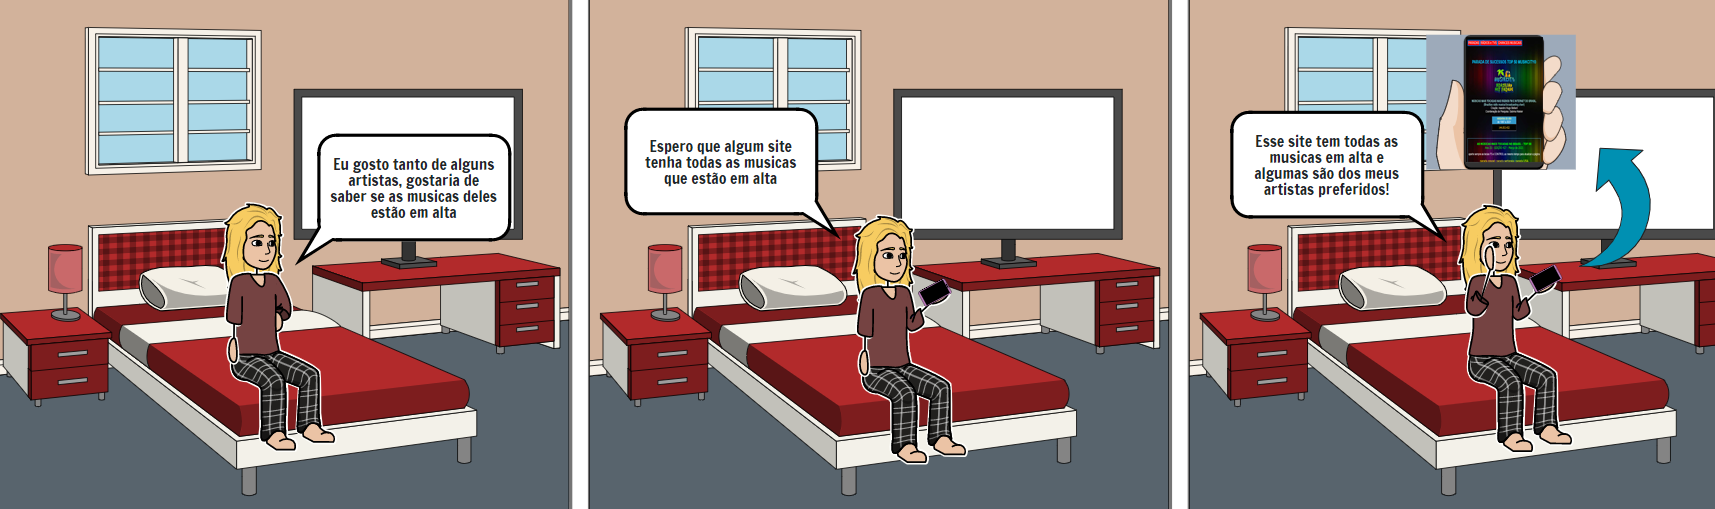 Eu gosto tanto de alguns
artistas, gostaria de
saber se as musicas deles
estão em alta
Espero que algum site
tenha todas as musicas
que estão em alta
Esse site tem todas as
musicas em alta e
algumas são dos meus
artistas preferidos!